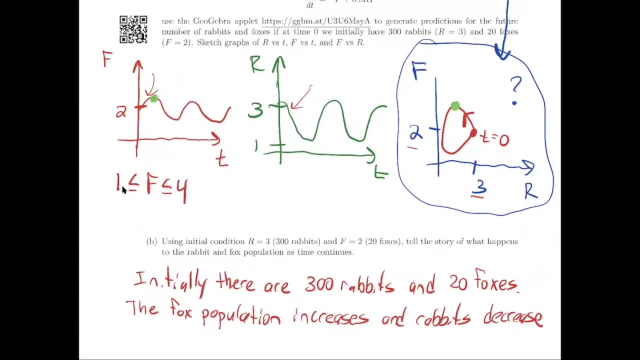 use the GeoGebra applet https://ggbm.at/U3U6MsyA to generate predictions for the future
number of rabbits and foxes if at time 0 we initially have 300 rabbits (R = 3) and 20 foxes
(F = 2). Sketch graphs of R vs t, F vs t, and F vs R.
F
2
t
1 ≤ F ≤ 4
R
3
1
t
F
?
2
t=0
3
R
(b) Using initial condition R = 3 (300 rabbits) and F = 2 (20 foxes), tell the story of what happens
to the rabbit and fox population as time continues.
Initially there are 300 rabbits and 20 foxes.
The fox population increases and rabbits decrease